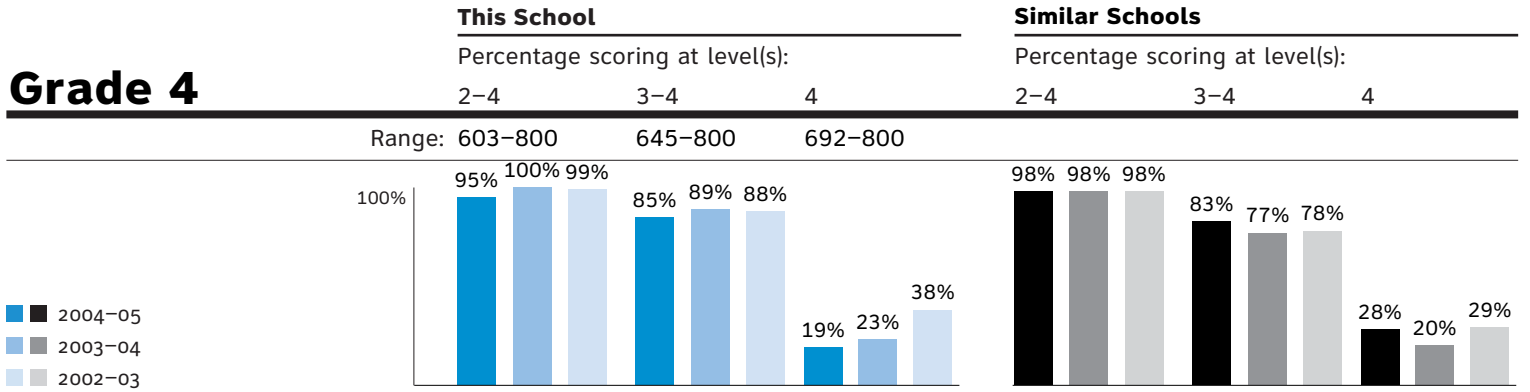 This School Similar Schools
Percentage scoring at level(s): Percentage scoring at level(s):
Grade 4 2–4 3–4 4 2–4 3–4 4
Range: 603–800 645–800 692–800
95% 100% 99% 85% 89% 88% 19% 23% 38% 98% 98% 98% 83% 77% 78% 28% 20% 29%
100%
2004–05
2003–04
2002–03